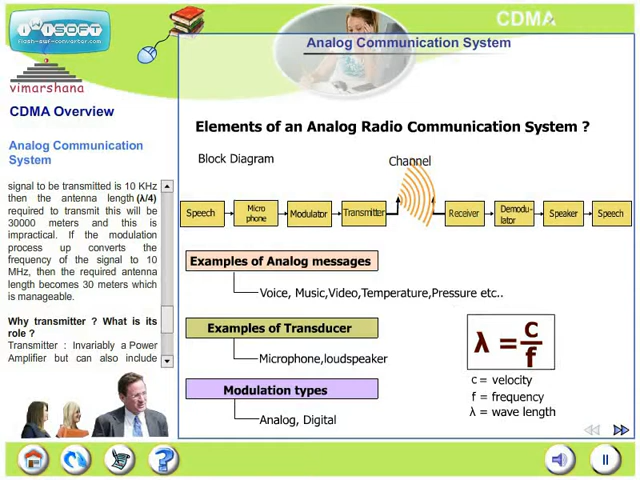 CDMA
iWiSOFT
flash-swf-converter.com
Analog Communication System
vimarshana
CDMA Overview
Analog Communication
System
signal to be transmitted is 10 KHz
then the antenna length (λ/4)
required to transmit this will be
30000 meters and this is
impractical. If the modulation
process up converts the
frequency of the signal to 10
MHz, then the required antenna
length becomes 30 meters which
is manageable.
Why transmitter ? What is its
role ?
Transmitter : Invariably a Power
Amplifier but can also include
Elements of an Analog Radio Communication System ?
Block Diagram
Channel
Speech
Micro
phone
Modulator
Transmitter
Receiver
Demodu-
lator
Speaker
Speech
Examples of Analog messages
Voice, Music,Video,Temperature,Pressure etc..
Examples of Transducer
Microphone,loudspeaker
Modulation types
Analog, Digital
λ = c/f
c = velocity
f = frequency
λ = wave length